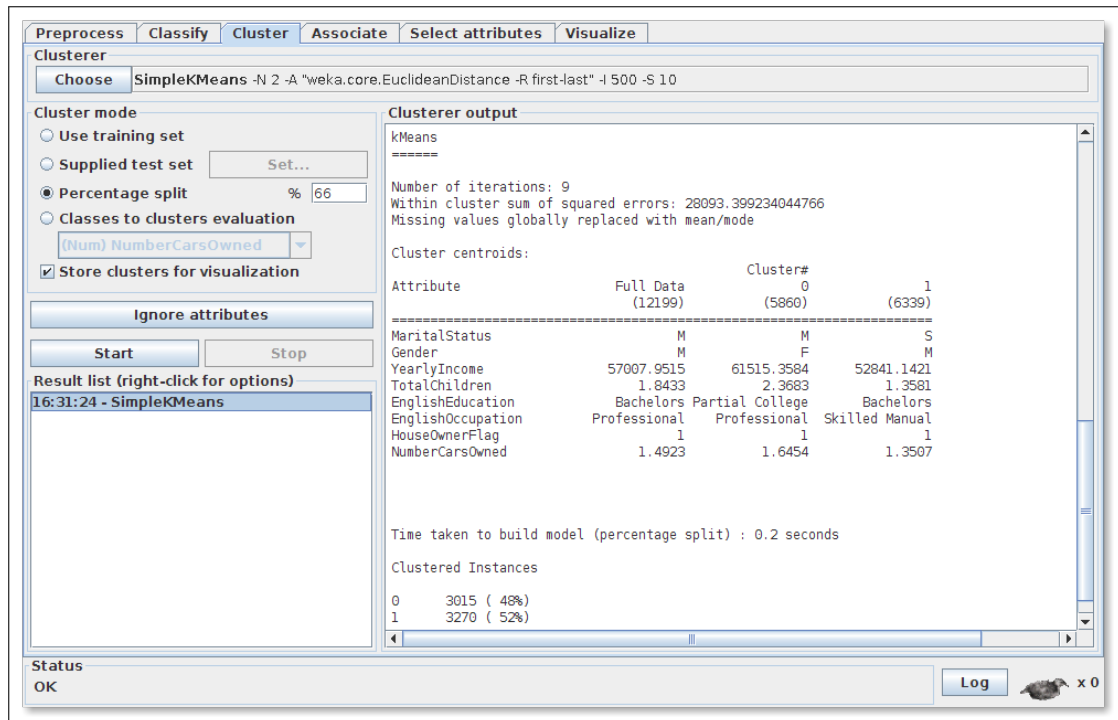 Preprocess Classify Cluster Associate Select attributes Visualize
Clusterer
Choose SimpleKMeans -N 2 -A "weka.core.EuclideanDistance -R first-last" -I 500 -S 10
Cluster mode
Use training set
Supplied test set Set...
Percentage split % 66
Classes to clusters evaluation
(Num) NumberCarsOwned
Store clusters for visualization
Ignore attributes
Start Stop
Result list (right-click for options)
16:31:24 - SimpleKMeans
Clusterer output
kMeans
======
Number of iterations: 9
Within cluster sum of squared errors: 28093.399234044766
Missing values globally replaced with mean/mode
Cluster centroids:
Cluster#
Attribute Full Data 0 1
(12199) (5860) (6339)
==========================================================================
MaritalStatus M M S
Gender M F M
YearlyIncome 57007.9515 61515.3584 52841.1421
TotalChildren 1.8433 2.3683 1.3581
EnglishEducation Bachelors Partial College Bachelors
EnglishOccupation Professional Professional Skilled Manual
HouseOwnerFlag 1 1 1
NumberCarsOwned 1.4923 1.6454 1.3507
Time taken to build model (percentage split) : 0.2 seconds
Clustered Instances
0 3015 ( 48%)
1 3270 ( 52%)
Status
OK
Log x 0